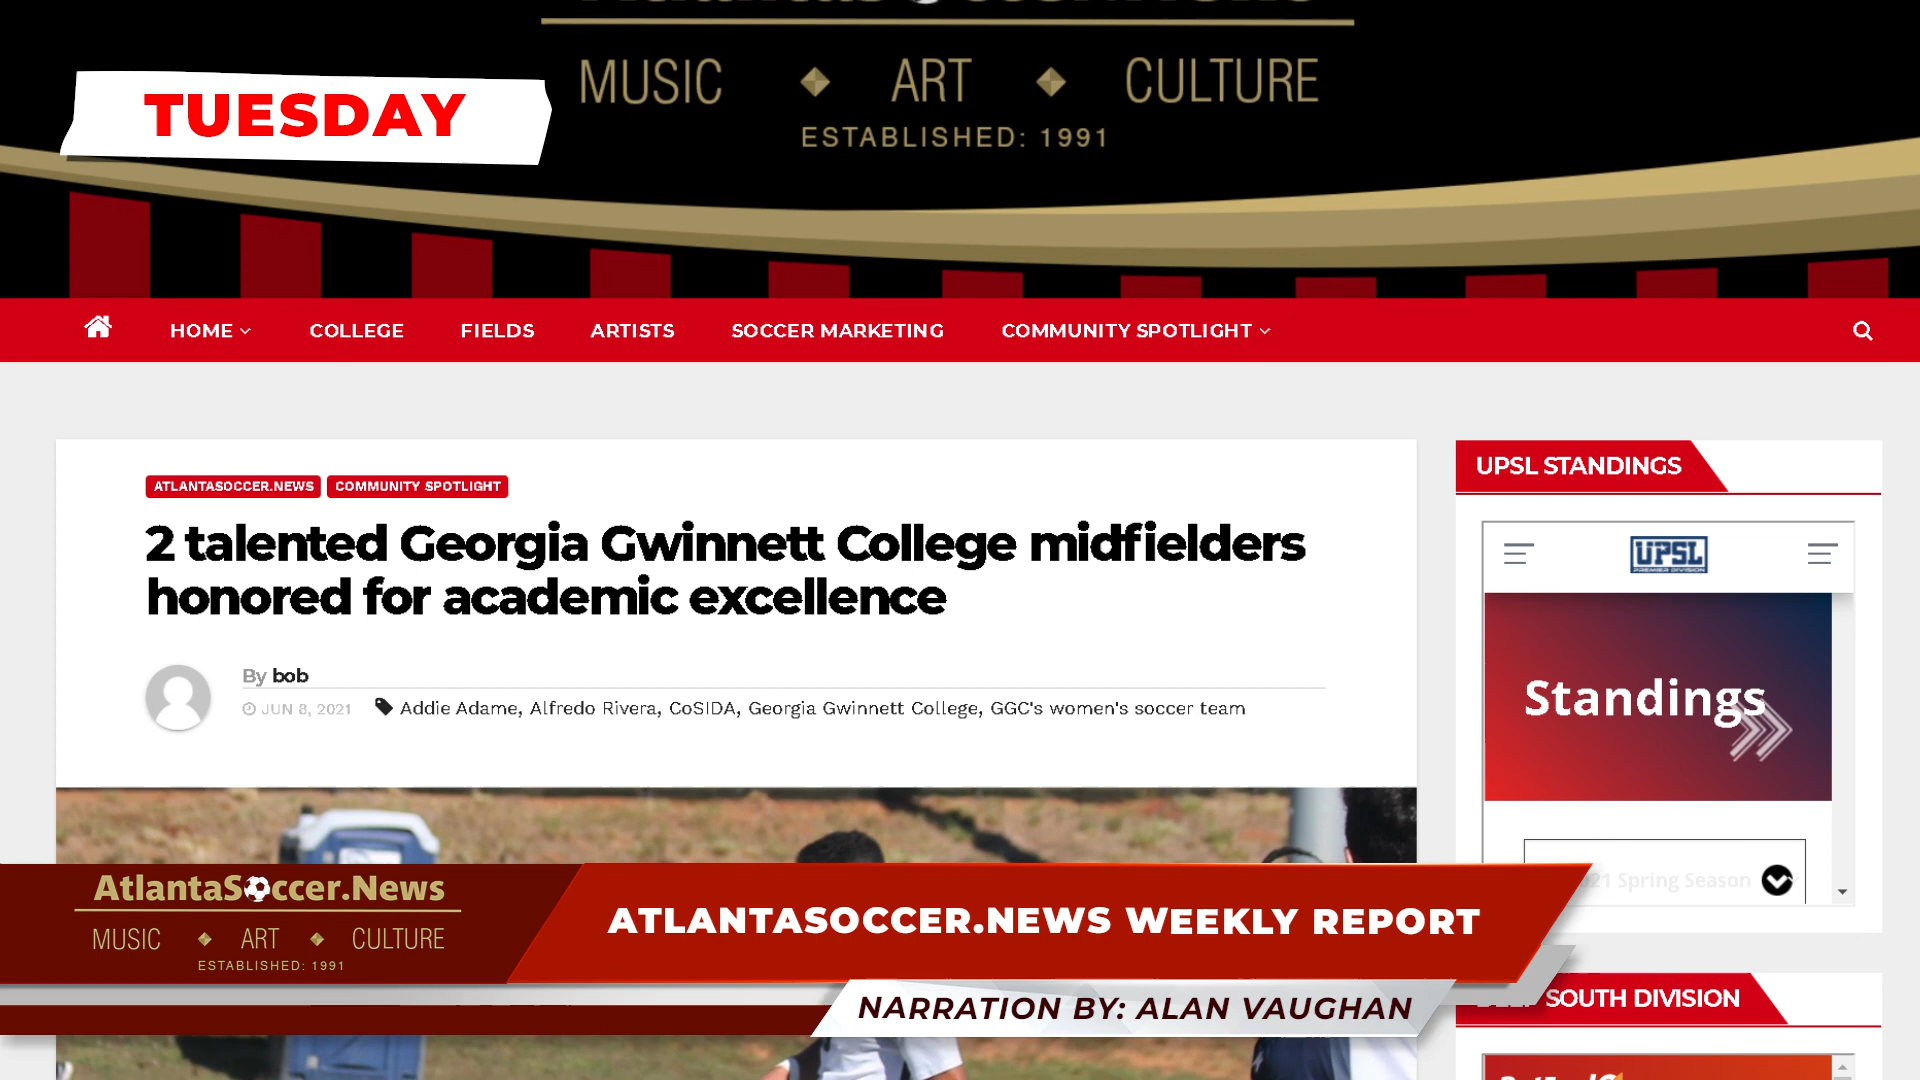 MUSIC ART CULTURE
ESTABLISHED: 1991
TUESDAY
HOME COLLEGE FIELDS ARTISTS SOCCER MARKETING COMMUNITY SPOTLIGHT
ATLANTASOCCER.NEWS COMMUNITY SPOTLIGHT
2 talented Georgia Gwinnett College midfielders
honored for academic excellence
By bob
JUN 8, 2021 Addie Adame, Alfredo Rivera, CoSIDA, Georgia Gwinnett College, GGC's women's soccer team
UPSL STANDINGS
UPSL
PREMIER DIVISION
Standings
Spring Season
AtlantaSoccer.News
MUSIC ART CULTURE
ESTABLISHED: 1991
ATLANTASOCCER.NEWS WEEKLY REPORT
NARRATION BY: ALAN VAUGHAN
SOUTH DIVISION